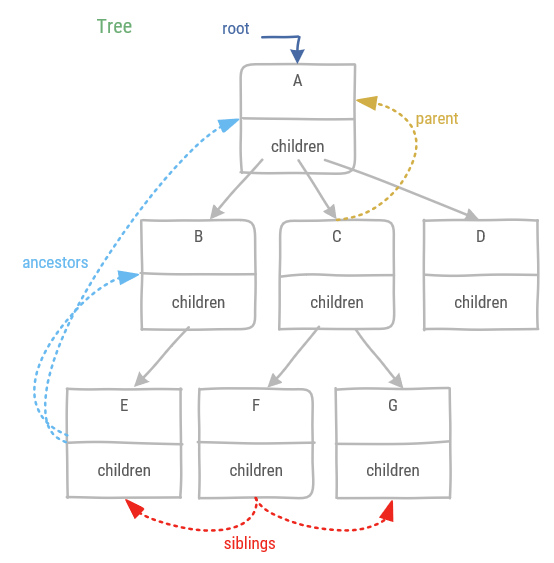 Tree
root
A
children
parent
B
children
C
children
D
children
ancestors
E
children
F
children
G
children
siblings